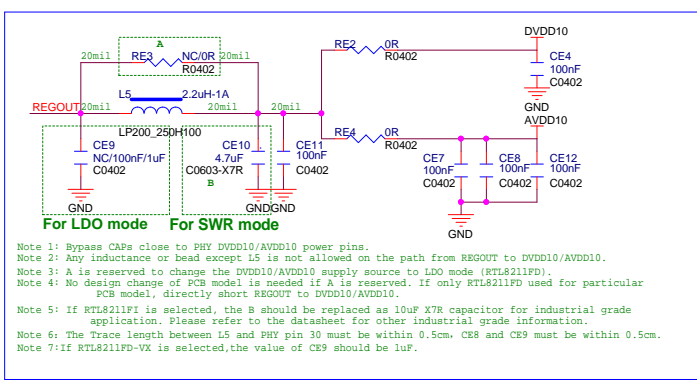 DVDD10
A
20mil RE3 NC/0R 20mil RE2 0R
R0402 R0402 CE4
100nF
C0402
L5 2.2uH-1A
REGOUT 20mil 20mil 20mil GND
AVDD10
LP200_250H100 RE4 0R
R0402
CE9 CE10 CE11
NC/100nF/1uF 4.7uF 100nF CE7 CE8 CE12
C0402 C0603-X7R C0402 100nF 100nF 100nF
B C0402 C0402 C0402
GND GND GND
For LDO mode For SWR mode
GND
Note 1: Bypass CAPs close to PHY DVDD10/AVDD10 power pins.
Note 2: Any inductance or bead except L5 is not allowed on the path from REGOUT to DVDD10/AVDD10.
Note 3: A is reserved to change the DVDD10/AVDD10 supply source to LDO mode (RTL8211FD).
Note 4: No design change of PCB model is needed if A is reserved. If only RTL8211FD used for particular
PCB model, directly short REGOUT to DVDD10/AVDD10.
Note 5: If RTL8211FI is selected, the B should be replaced as 10uF X7R capacitor for industrial grade
application. Please refer to the datasheet for other industrial grade information.
Note 6: The Trace length between L5 and PHY pin 30 must be within 0.5cm, CE8 and CE9 must be within 0.5cm.
Note 7:If RTL8211FD-VX is selected,the value of CE9 should be 1uF.